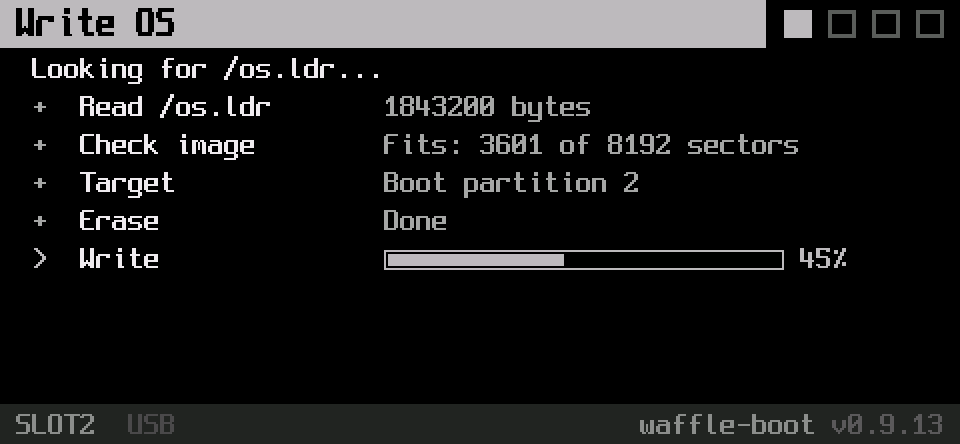 Write OS
Looking for /os.ldr...
+ Read /os.ldr 1843200 bytes
+ Check image Fits: 3601 of 8192 sectors
+ Target Boot partition 2
+ Erase Done
> Write 45%
SLOT2 USB waffle-boot v0.9.13